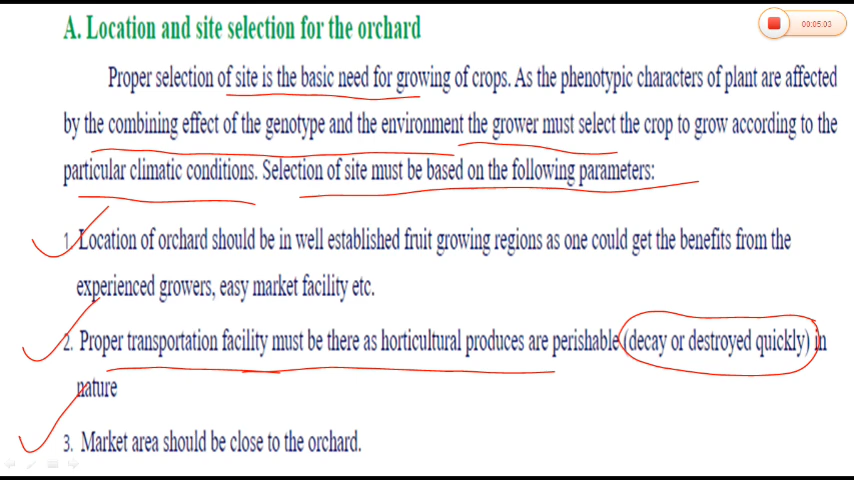 00:05:03
A. Location and site selection for the orchard
Proper selection of site is the basic need for growing of crops. As the phenotypic characters of plant are affected
by the combining effect of the genotype and the environment the grower must select the crop to grow according to the
particular climatic conditions. Selection of site must be based on the following parameters:
1. Location of orchard should be in well established fruit growing regions as one could get the benefits from the
experienced growers, easy market facility etc.
2. Proper transportation facility must be there as horticultural produces are perishable (decay or destroyed quickly) in
nature
3. Market area should be close to the orchard.